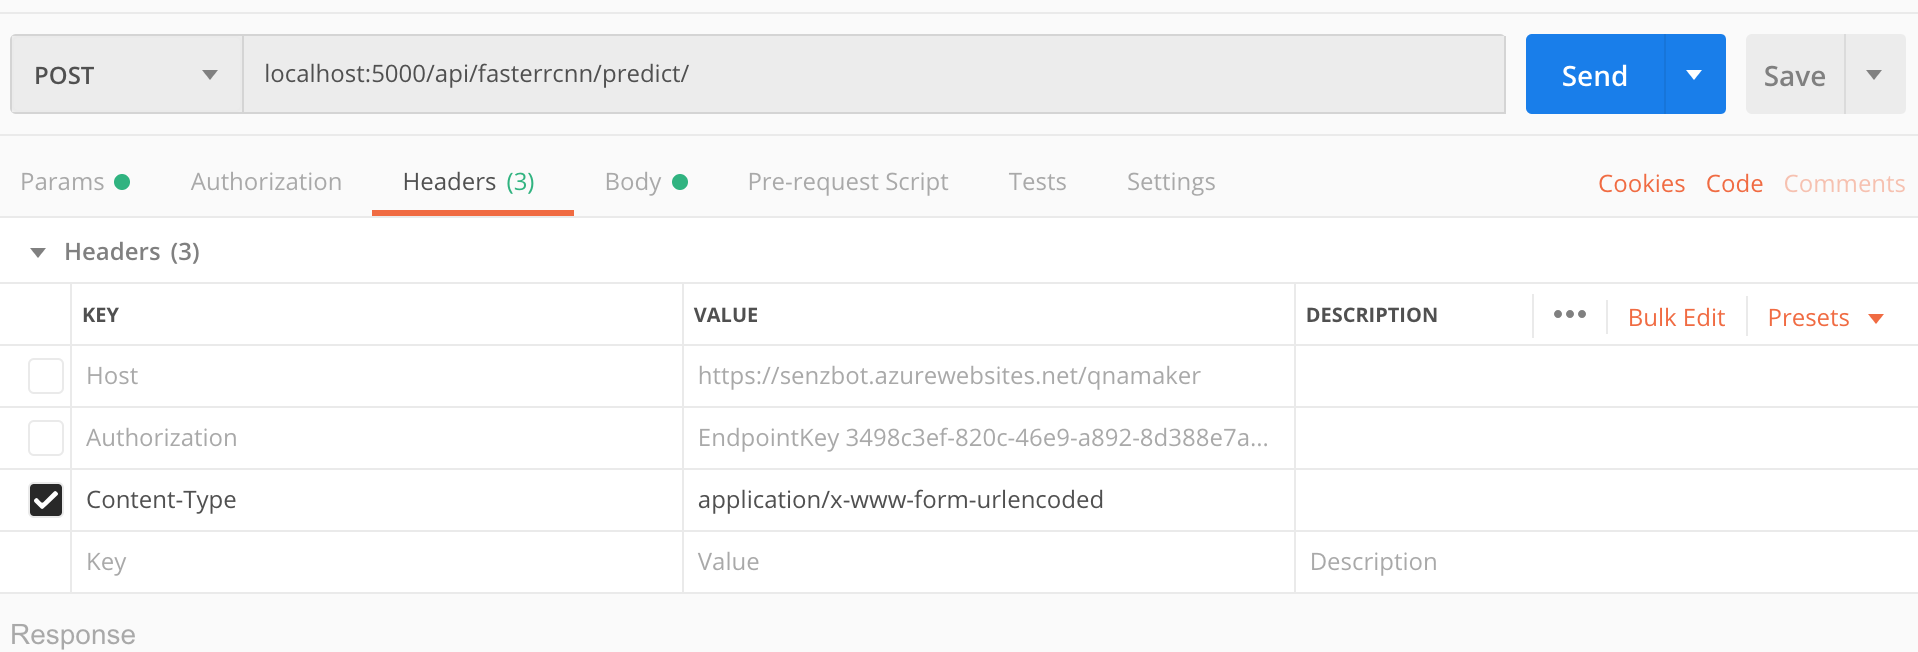 POST localhost:5000/api/fasterrcnn/predict/ Send Save
Params Authorization Headers (3) Body Pre-request Script Tests Settings Cookies Code Comments
Headers (3)
KEY VALUE DESCRIPTION ••• Bulk Edit Presets
Host https://senzbot.azurewebsites.net/qnamaker
Authorization EndpointKey 3498c3ef-820c-46e9-a892-8d388e7a...
Content-Type application/x-www-form-urlencoded
Key Value Description
Response